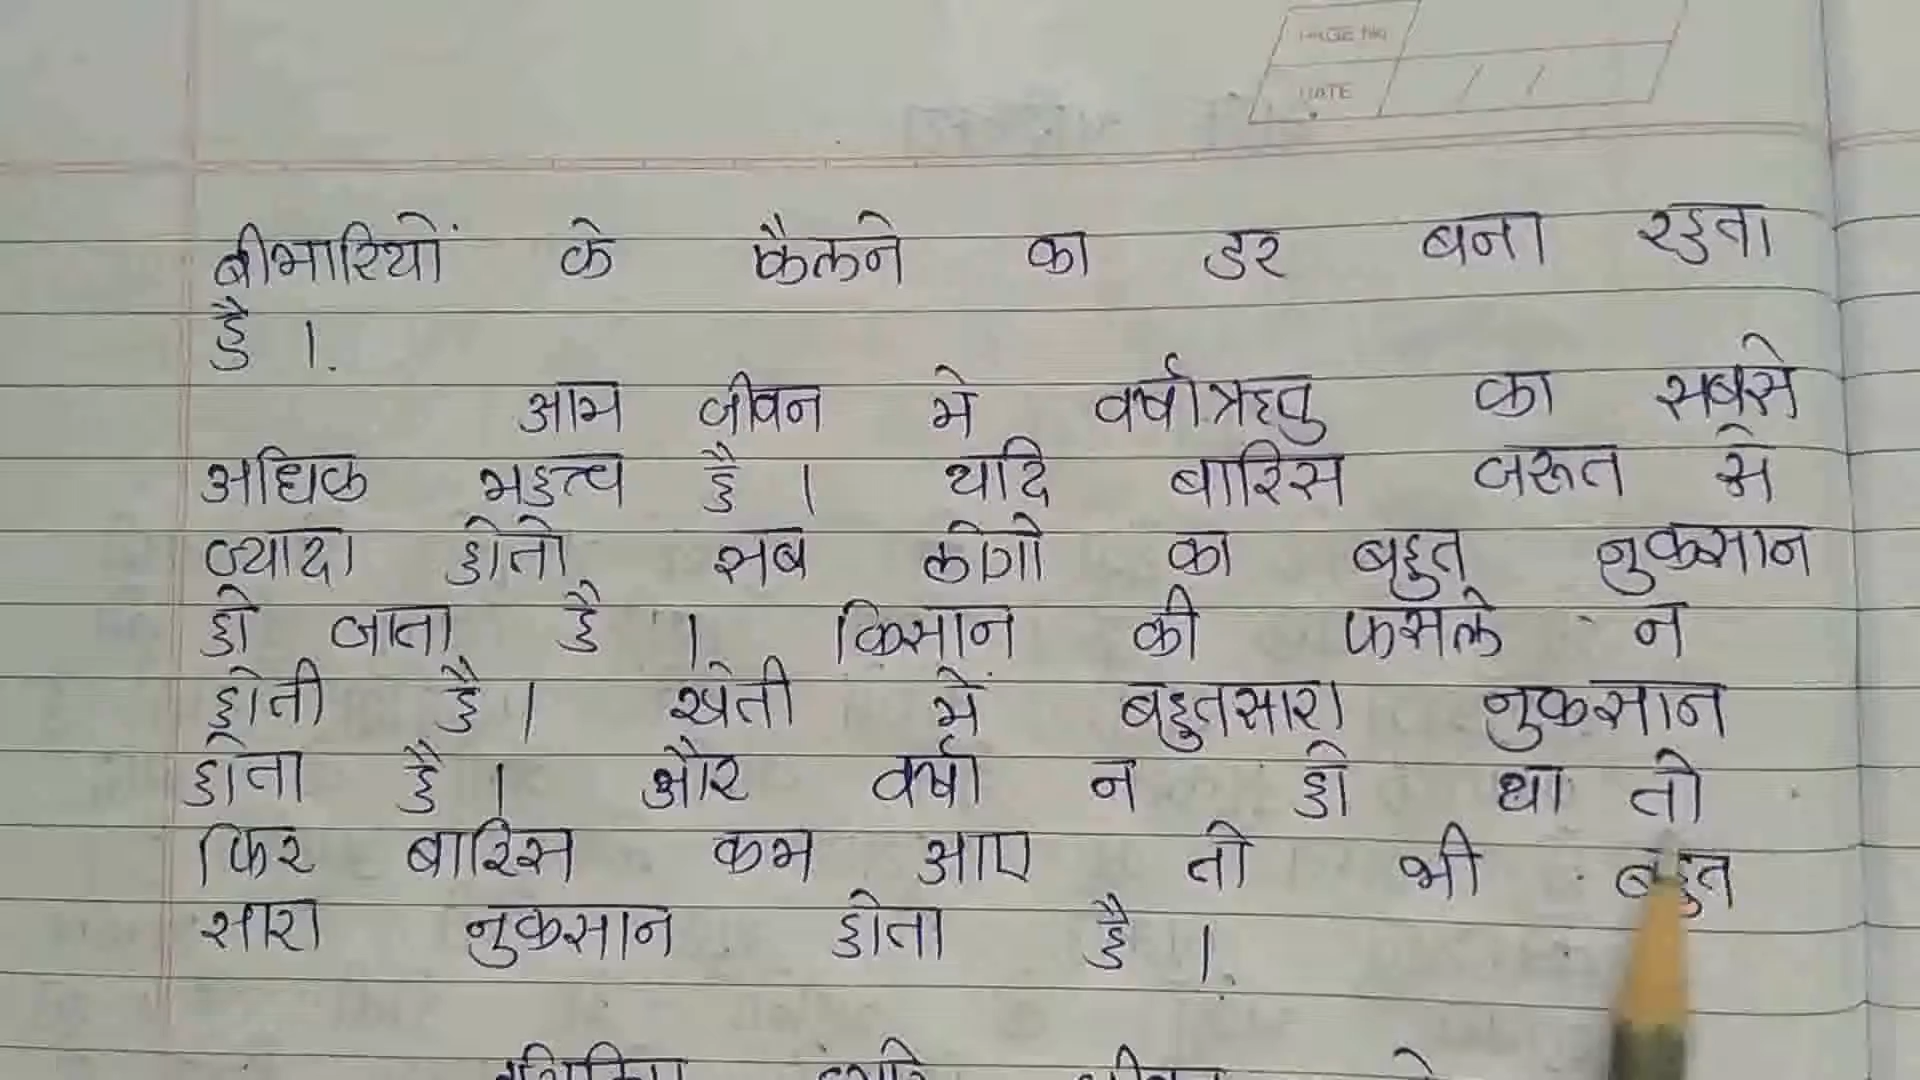 PAGE No
DATE / /
बीमारियों के फैलने का डर बना रहता
है ।
आम जीवन मे वर्षाऋतु का सबसे
अधिक महत्त्व है । यदि बारिस जरूत से
ज्यादा होतो सब लोगो का बहुत नुकसान
हो जाता है । किसान की फसले न
होती है । खेती में बहुतसारा नुकसान
होता है । और वर्षा न हो या तो
फिर बारिस कम आए तो भी बहुत
सारा नुकसान होता है ।